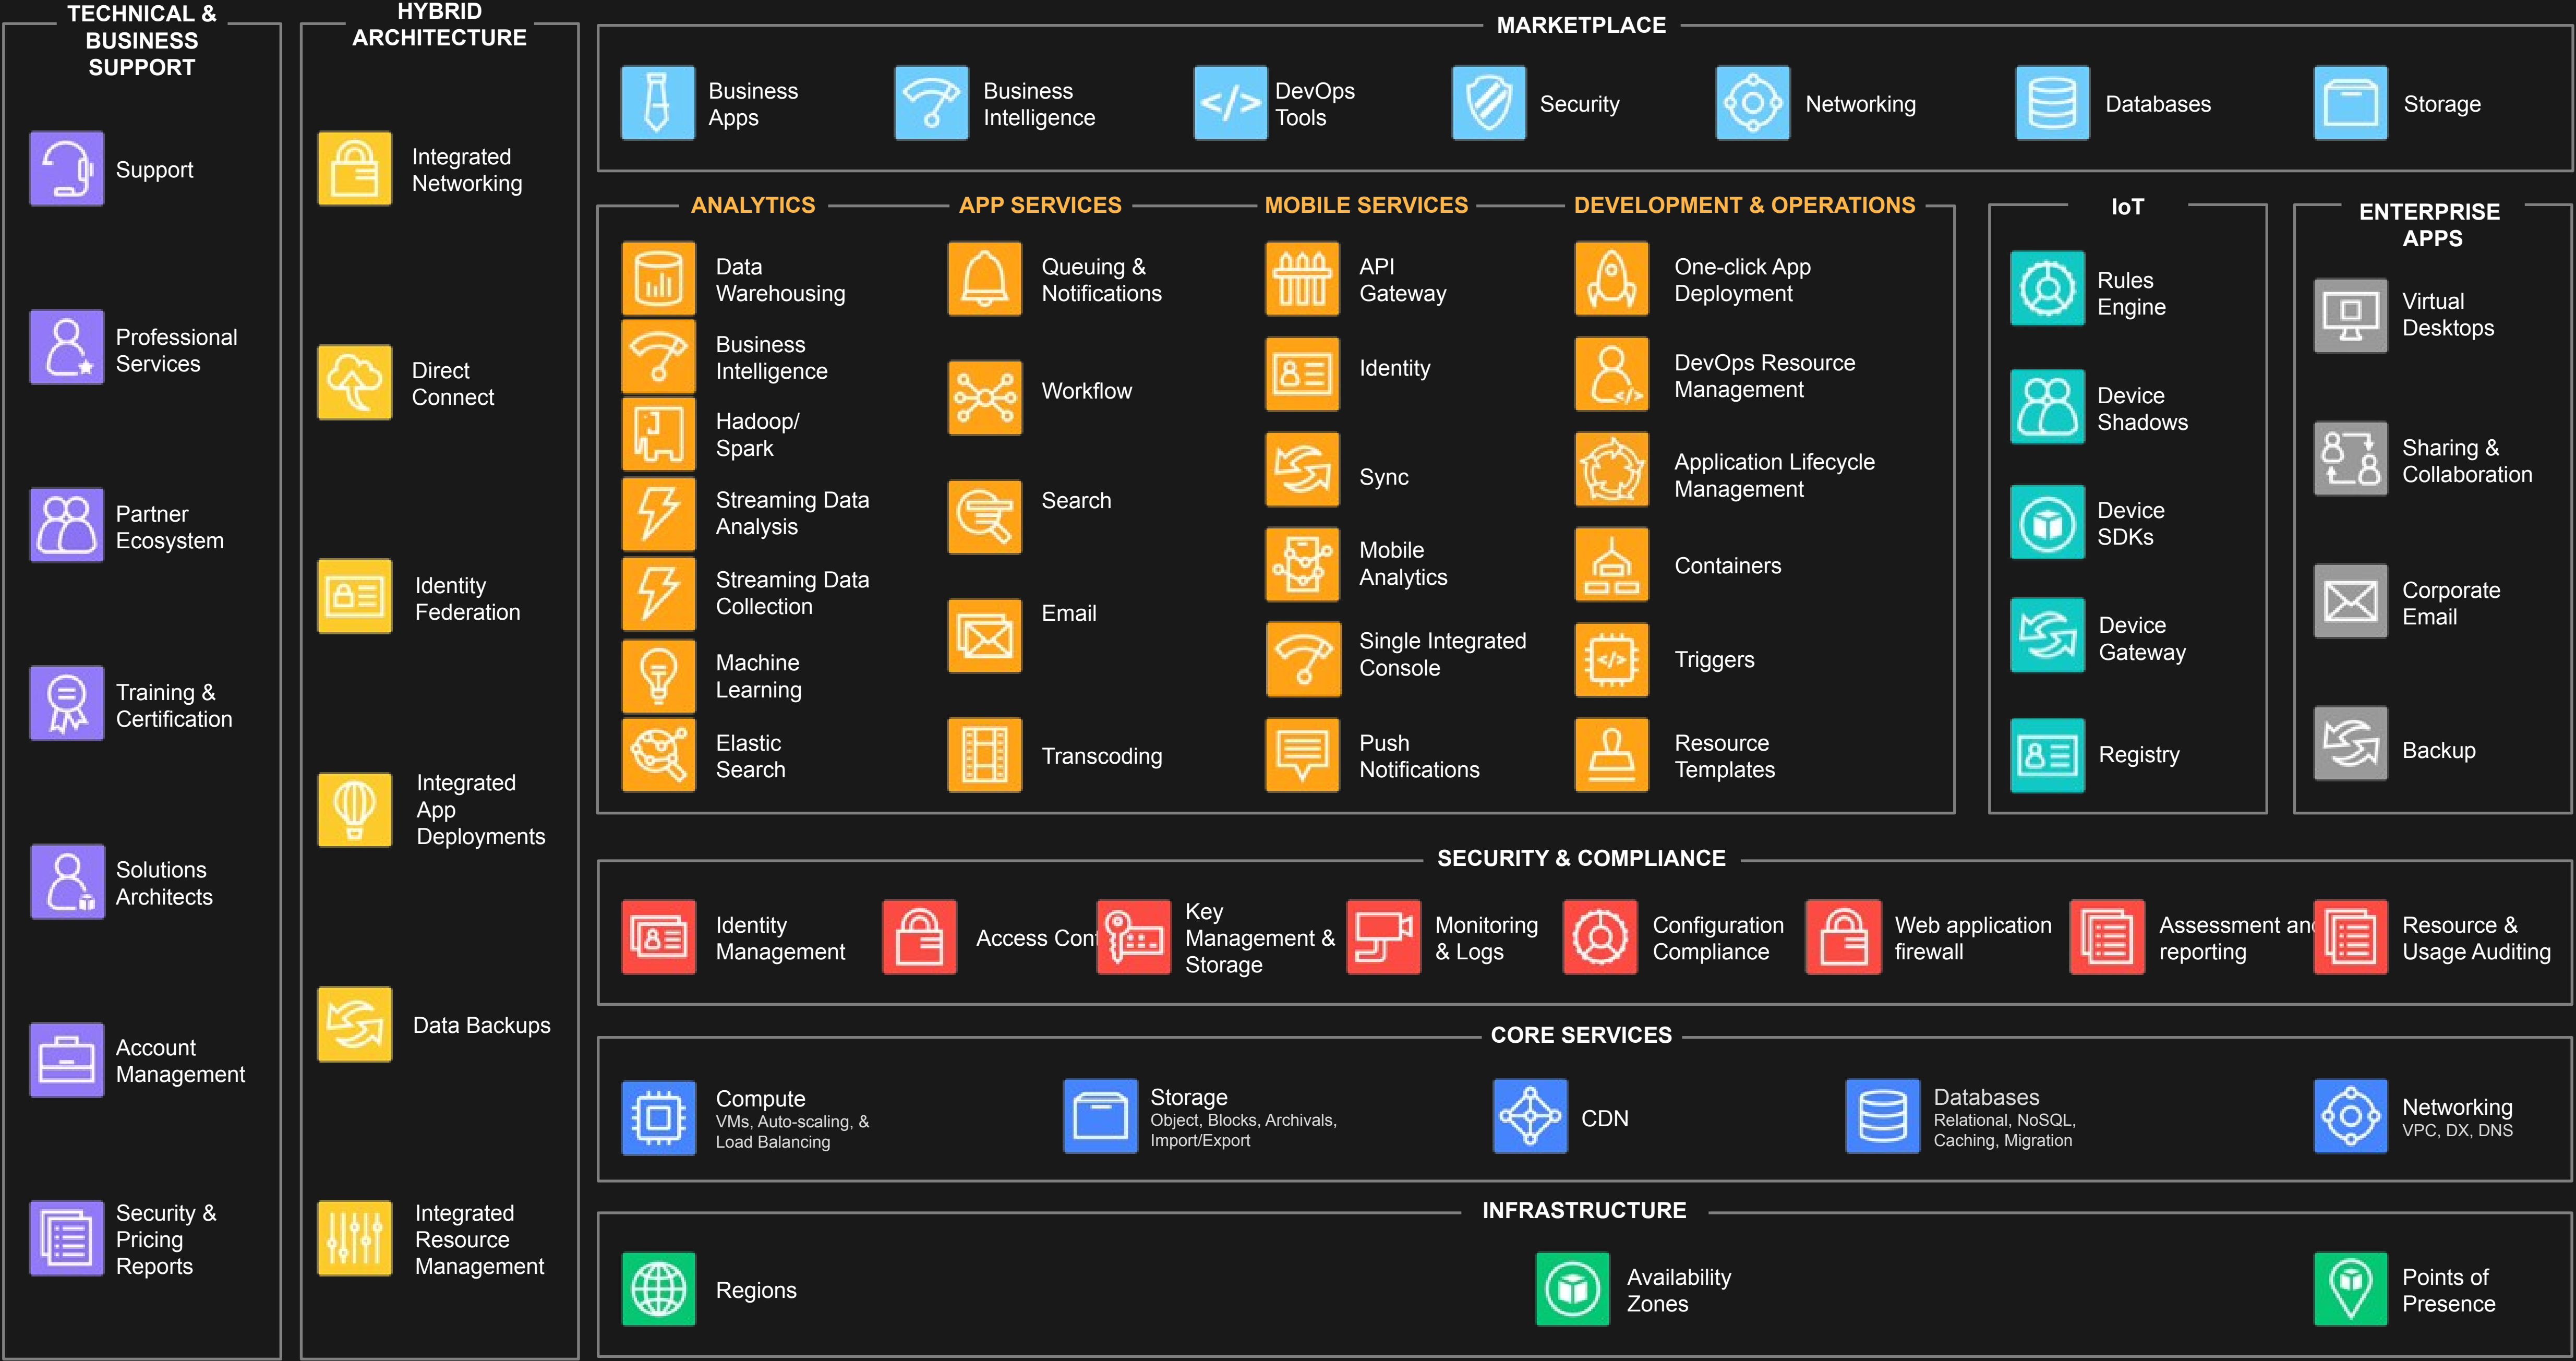 TECHNICAL &
BUSINESS
SUPPORT
Support
Professional
Services
Partner
Ecosystem
Training &
Certification
Solutions
Architects
Account
Management
Security &
Pricing
Reports
HYBRID
ARCHITECTURE
Integrated
Networking
Direct
Connect
Identity
Federation
Integrated
App
Deployments
Data Backups
Integrated
Resource
Management
MARKETPLACE
Business
Apps
Business
Intelligence
</>
DevOps
Tools
Security
Networking
Databases
Storage
ANALYTICS
Data
Warehousing
Business
Intelligence
Hadoop/
Spark
Streaming Data
Analysis
Streaming Data
Collection
Machine
Learning
Elastic
Search
APP SERVICES
Queuing &
Notifications
Workflow
Search
Email
Transcoding
MOBILE SERVICES
API
Gateway
Identity
Sync
Mobile
Analytics
Single Integrated
Console
Push
Notifications
DEVELOPMENT & OPERATIONS
One-click App
Deployment
</>
DevOps Resource
Management
Application Lifecycle
Management
Containers
</>
Triggers
Resource
Templates
IoT
Rules
Engine
Device
Shadows
Device
SDKs
Device
Gateway
Registry
ENTERPRISE
APPS
Virtual
Desktops
Sharing &
Collaboration
Corporate
Email
Backup
SECURITY & COMPLIANCE
Identity
Management
Access Cont
Key
Management &
Storage
Monitoring
& Logs
Configuration
Compliance
Web application
firewall
Assessment and
reporting
Resource &
Usage Auditing
CORE SERVICES
Compute
VMs, Auto-scaling, &
Load Balancing
Storage
Object, Blocks, Archivals,
Import/Export
CDN
Databases
Relational, NoSQL,
Caching, Migration
Networking
VPC, DX, DNS
INFRASTRUCTURE
Regions
Availability
Zones
Points of
Presence